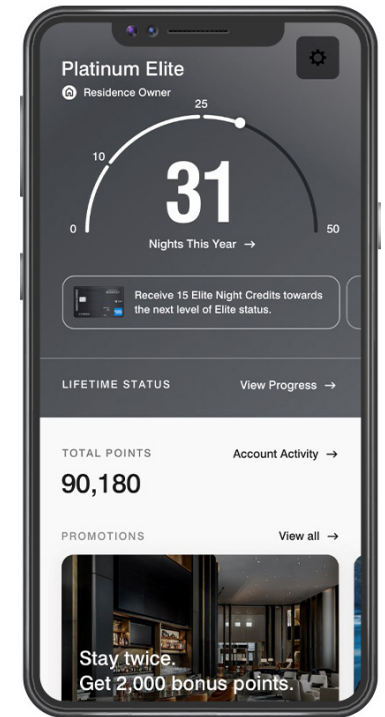 Platinum Elite
Residence Owner
25
10
31
0
50
Nights This Year →
Receive 15 Elite Night Credits towards
the next level of Elite status.
LIFETIME STATUS View Progress →
TOTAL POINTS Account Activity →
90,180
PROMOTIONS View all →
Stay twice.
Get 2,000 bonus points.